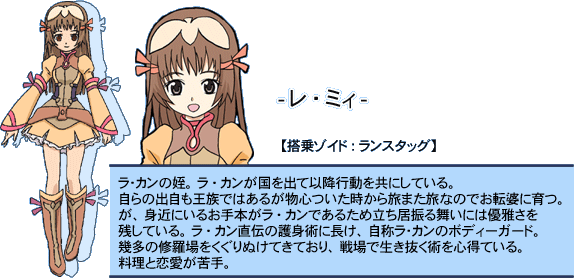 -レ・ミィ-
【搭乗ゾイド：ランスタッグ】
ラ・カンの姪。ラ・カンが国を出て以降行動を共にしている。
自らの出自も王族ではあるが物心ついた時から旅また旅なのでお転婆に育つ。
が、身近にいるお手本がラ・カンであるため立ち居振る舞いには優雅さを
残している。ラ・カン直伝の護身術に長け、自称ラ・カンのボディーガード。
幾多の修羅場をくぐりぬけてきており、戦場で生き抜く術を心得ている。
料理と恋愛が苦手。